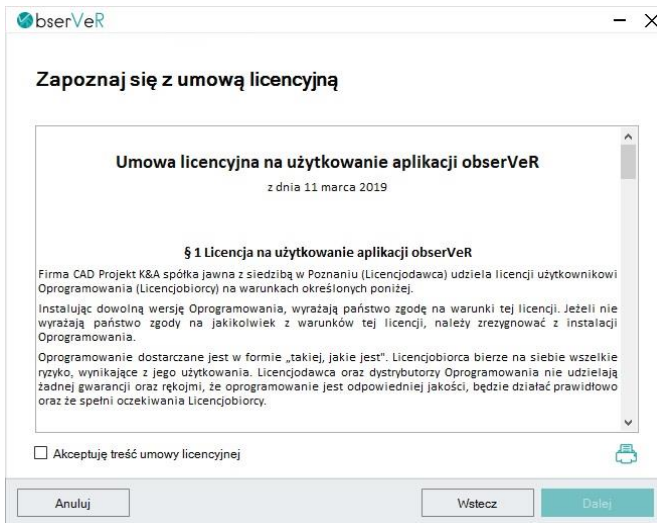 ObserVeR
Zapoznaj się z umową licencyjną
Umowa licencyjna na użytkowanie aplikacji obserVeR
z dnia 11 marca 2019
§ 1 Licencja na użytkowanie aplikacji obserVeR
Firma CAD Projekt K&A spółka jawna z siedzibą w Poznaniu (Licencjodawca) udziela licencji użytkownikowi
Oprogramowania (Licencjobiorcy) na warunkach określonych poniżej.
Instalując dowolną wersję Oprogramowania, wyrażają państwo zgodę na warunki tej licencji. Jeżeli nie
wyrażają państwo zgody na jakikolwiek z warunków tej licencji, należy zrezygnować z instalacji
Oprogramowania.
Oprogramowanie dostarczane jest w formie „takiej, jakie jest". Licencjobiorca bierze na siebie wszelkie
ryzyko, wynikające z jego użytkowania. Licencjodawca oraz dystrybutorzy Oprogramowania nie udzielają
żadnej gwarancji oraz rękojmi, że oprogramowanie jest odpowiedniej jakości, będzie działać prawidłowo
oraz że spełni oczekiwania Licencjobiorcy.
Akceptuję treść umowy licencyjnej
Anuluj
Wstecz
Dalej